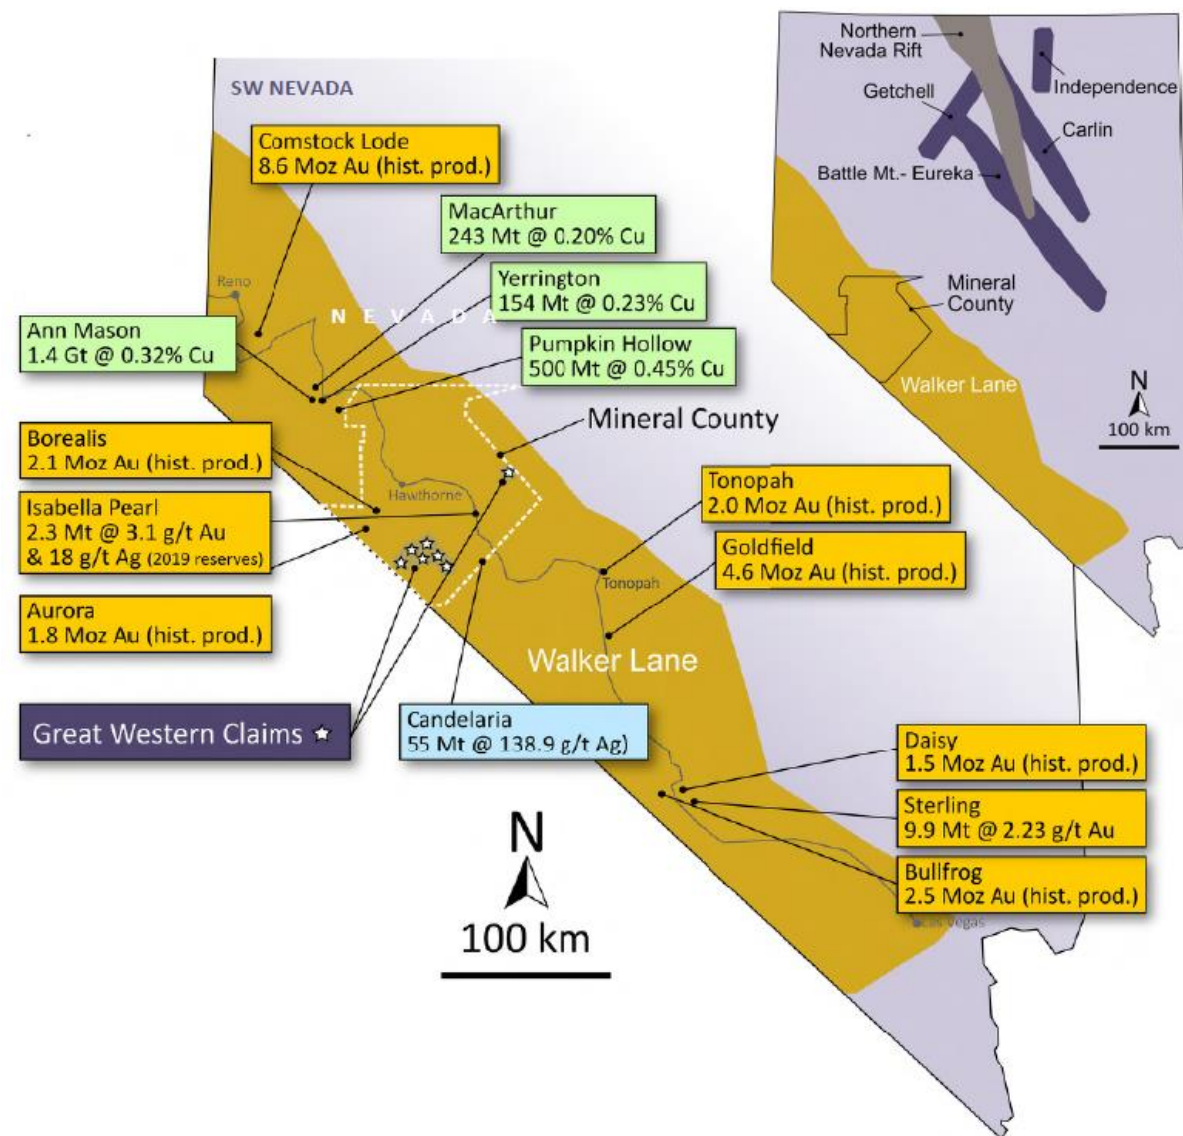 SW NEVADA
Comstock Lode
8.6 Moz Au (hist. prod.)
MacArthur
243 Mt @ 0.20% Cu
Reno
Yerrington
154 Mt @ 0.23% Cu
NEVADA
Ann Mason
1.4 Gt @ 0.32% Cu
Pumpkin Hollow
500 Mt @ 0.45% Cu
Mineral County
Borealis
2.1 Moz Au (hist. prod.)
Hawthorne
Isabella Pearl
2.3 Mt @ 3.1 g/t Au
& 18 g/t Ag (2019 reserves)
Tonopah
2.0 Moz Au (hist. prod.)
Goldfield
4.6 Moz Au (hist. prod.)
Tonopah
Aurora
1.8 Moz Au (hist. prod.)
Walker Lane
Great Western Claims
Candelaria
55 Mt @ 138.9 g/t Ag)
Daisy
1.5 Moz Au (hist. prod.)
Sterling
9.9 Mt @ 2.23 g/t Au
Bullfrog
2.5 Moz Au (hist. prod.)
Las Vegas
N
100 km
Northern
Nevada Rift
Independence
Getchell
Carlin
Battle Mt.- Eureka
Mineral
County
Walker Lane
N
100 km